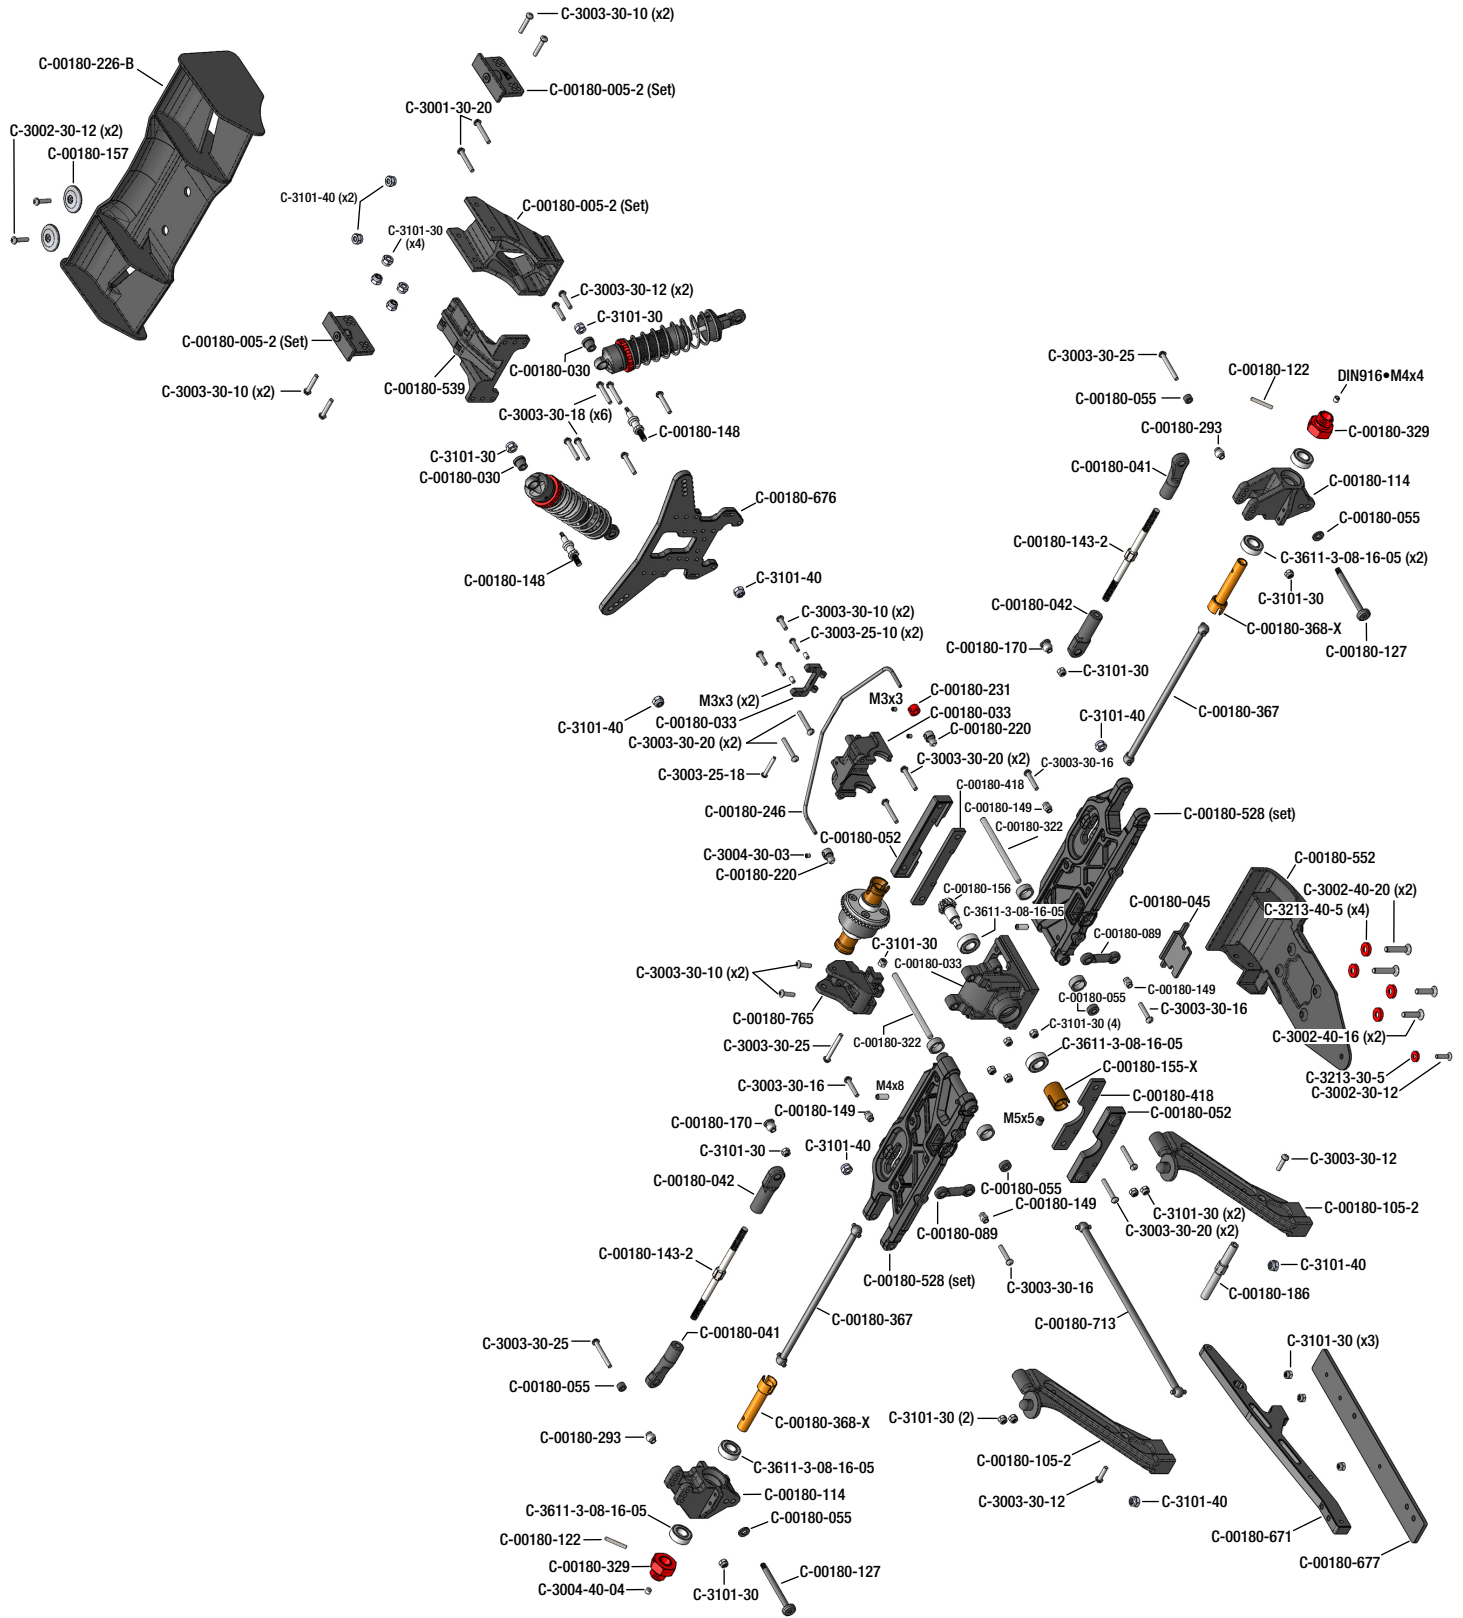 C-3003-30-10 (x2)
C-00180-226-B
C-00180-005-2 (Set)
C-3001-30-20
C-3002-30-12 (x2)
C-00180-157
C-3101-40 (x2)
C-00180-005-2 (Set)
C-3101-30
(x4)
C-3003-30-12 (x2)
C-3101-30
C-00180-005-2 (Set)
C-00180-030
C-00180-539
C-3003-30-10 (x2)
C-3003-30-18 (x6)
C-00180-148
C-3101-30
C-00180-030
C-00180-676
C-00180-148
C-3101-40
C-3003-30-25
C-00180-122
DIN916•M4x4
C-00180-055
C-00180-293
C-00180-329
C-00180-041
C-00180-114
C-00180-055
C-00180-143-2
C-3611-3-08-16-05 (x2)
C-3101-30
C-00180-042
C-00180-368-X
C-00180-170
C-00180-127
C-3101-30
C-3003-30-10 (x2)
C-3003-25-10 (x2)
M3x3 (x2)
M3x3
C-00180-231
C-00180-033
C-00180-033
C-3101-40
C-00180-220
C-3101-40
C-00180-367
C-3003-30-20 (x2)
C-3003-30-20 (x2)
C-3003-30-16
C-3003-25-18
C-00180-418
C-00180-246
C-00180-149
C-00180-322
C-00180-528 (set)
C-00180-052
C-3004-30-03
C-00180-220
C-00180-552
C-00180-156
C-3002-40-20 (x2)
C-00180-045
C-3213-40-5 (x4)
C-3611-3-08-16-05
C-00180-089
C-3101-30
C-00180-033
C-3003-30-10 (x2)
C-00180-149
C-00180-055
C-3003-30-16
C-00180-765
C-3101-30 (4)
C-3002-40-16 (x2)
C-3003-30-25
C-00180-322
C-3611-3-08-16-05
C-00180-155-X
C-3213-30-5
C-3002-30-12
C-3003-30-16
M4x8
C-00180-418
C-00180-149
C-00180-052
C-00180-170
M5x5
C-3101-30
C-3101-40
C-3003-30-12
C-00180-042
C-00180-055
C-00180-149
C-3101-30 (x2)
C-00180-105-2
C-00180-089
C-3003-30-20 (x2)
C-00180-143-2
C-3101-40
C-00180-528 (set)
C-3003-30-16
C-00180-186
C-00180-367
C-00180-713
C-00180-041
C-3003-30-25
C-3101-30 (x3)
C-00180-055
C-00180-368-X
C-3101-30 (2)
C-00180-293
C-00180-105-2
C-3611-3-08-16-05
C-00180-114
C-3003-30-12
C-3101-40
C-3611-3-08-16-05
C-00180-055
C-00180-122
C-00180-671
C-00180-329
C-00180-127
C-00180-677
C-3004-40-04
C-3101-30